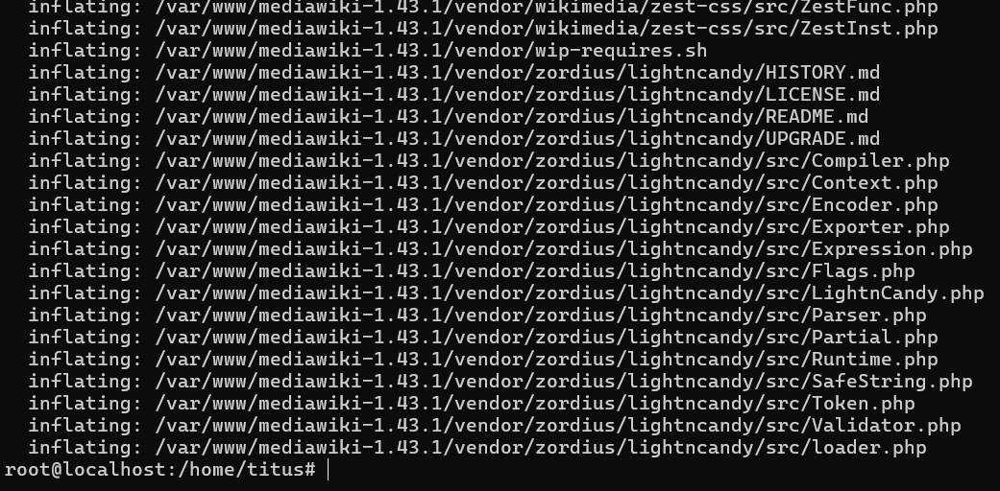 inflating: /var/www/mediawiki-1.43.1/vendor/wikimedia/zest-css/src/ZestFunc.php
inflating: /var/www/mediawiki-1.43.1/vendor/wikimedia/zest-css/src/ZestInst.php
inflating: /var/www/mediawiki-1.43.1/vendor/wip-requires.sh
inflating: /var/www/mediawiki-1.43.1/vendor/zordius/lightncandy/HISTORY.md
inflating: /var/www/mediawiki-1.43.1/vendor/zordius/lightncandy/LICENSE.md
inflating: /var/www/mediawiki-1.43.1/vendor/zordius/lightncandy/README.md
inflating: /var/www/mediawiki-1.43.1/vendor/zordius/lightncandy/UPGRADE.md
inflating: /var/www/mediawiki-1.43.1/vendor/zordius/lightncandy/src/Compiler.php
inflating: /var/www/mediawiki-1.43.1/vendor/zordius/lightncandy/src/Context.php
inflating: /var/www/mediawiki-1.43.1/vendor/zordius/lightncandy/src/Encoder.php
inflating: /var/www/mediawiki-1.43.1/vendor/zordius/lightncandy/src/Exporter.php
inflating: /var/www/mediawiki-1.43.1/vendor/zordius/lightncandy/src/Expression.php
inflating: /var/www/mediawiki-1.43.1/vendor/zordius/lightncandy/src/Flags.php
inflating: /var/www/mediawiki-1.43.1/vendor/zordius/lightncandy/src/LightnCandy.php
inflating: /var/www/mediawiki-1.43.1/vendor/zordius/lightncandy/src/Parser.php
inflating: /var/www/mediawiki-1.43.1/vendor/zordius/lightncandy/src/Partial.php
inflating: /var/www/mediawiki-1.43.1/vendor/zordius/lightncandy/src/Runtime.php
inflating: /var/www/mediawiki-1.43.1/vendor/zordius/lightncandy/src/SafeString.php
inflating: /var/www/mediawiki-1.43.1/vendor/zordius/lightncandy/src/Token.php
inflating: /var/www/mediawiki-1.43.1/vendor/zordius/lightncandy/src/Validator.php
inflating: /var/www/mediawiki-1.43.1/vendor/zordius/lightncandy/src/loader.php
root@localhost:/home/titus#